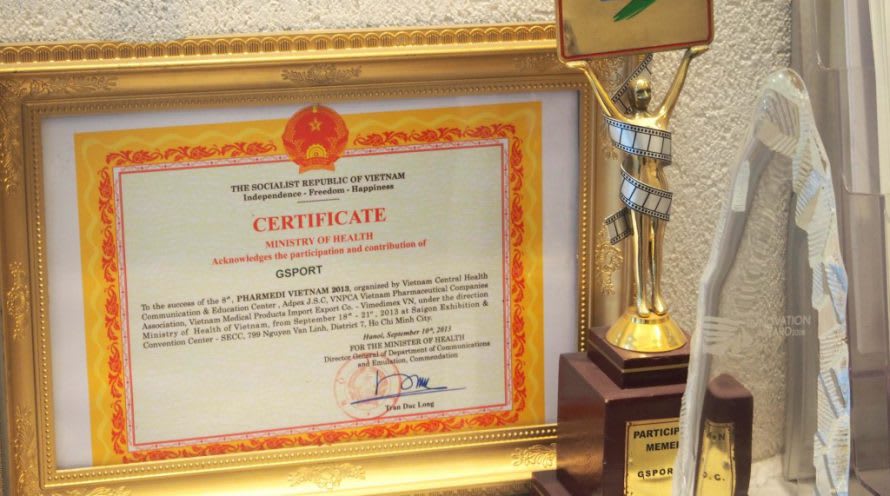 THE SOCIALIST REPUBLIC OF VIETNAM
Independence - Freedom - Happiness
CERTIFICATE
MINISTRY OF HEALTH
Acknowledges the participation and contribution of
GSPORT
To the success of the 8th, PHARMEDI VIETNAM 2013, organized by Vietnam Central Health
Communication & Education Center, Adpex J.S.C, VNPCA Vietnam Pharmaceutical Companies
Association, Vietnam Medical Products Import Export Co. - Vimedimex VN, under the direction
Ministry of Health of Vietnam, from September 18th - 21st, 2013 at Saigon Exhibition &
Convention Center - SECC, 799 Nguyen Van Linh, District 7, Ho Chi Minh City.
Hanoi, September 10th, 2013
FOR THE MINISTER OF HEALTH
Director General of Department of Communications
and Emulation, Commendation
Tran Duc Long
PARTICIP
MEMBE
GSPORT